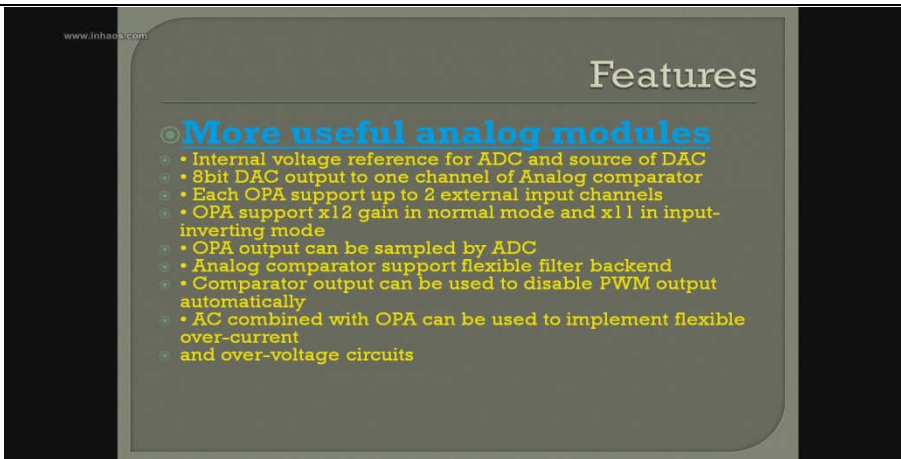 www.inhaos.com
Features
More useful analog modules
• Internal voltage reference for ADC and source of DAC
• 8bit DAC output to one channel of Analog comparator
• Each OPA support up to 2 external input channels
• OPA support x12 gain in normal mode and x11 in input-
inverting mode
• OPA output can be sampled by ADC
• Analog comparator support flexible filter backend
• Comparator output can be used to disable PWM output
automatically
• AC combined with OPA can be used to implement flexible
over-current
and over-voltage circuits